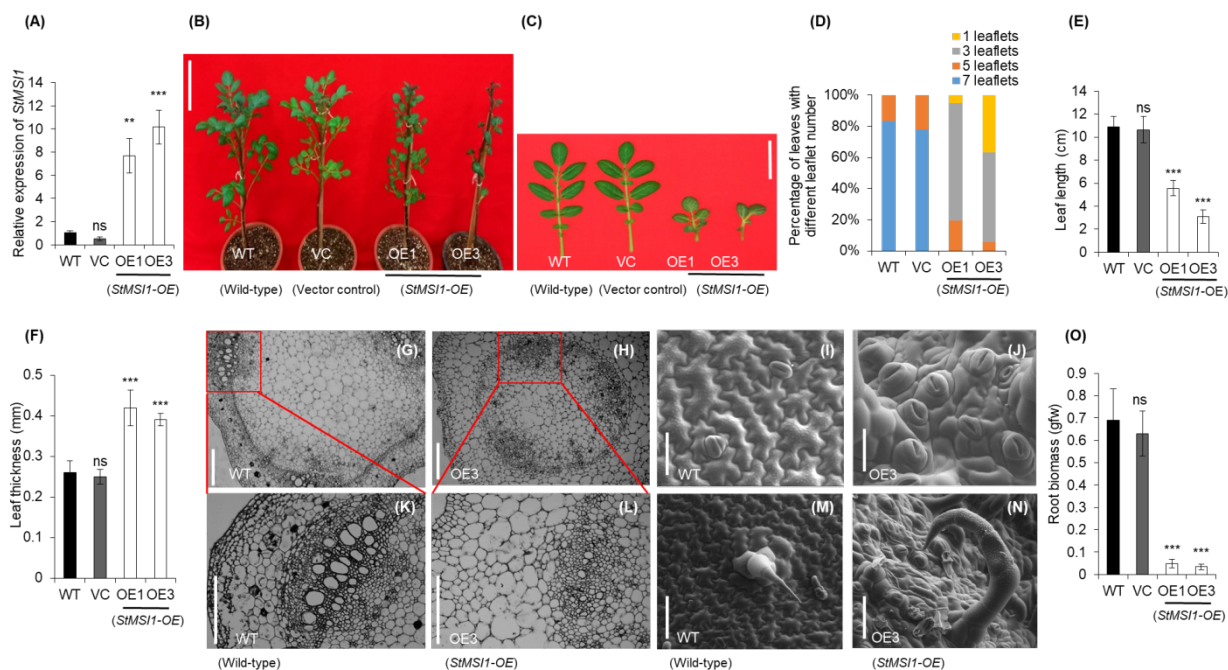 (A)
Relative expression of StMSI1
14
12
10
8
6
4
2
0
ns
**
***
WT VC OE1 OE3
(StMSI1-OE)
(B)
WT VC OE1 OE3
(Wild-type) (Vector control) (StMSI1-OE)
(C)
WT VC OE1 OE3
(Wild-type) (Vector control) (StMSI1-OE)
(D)
1 leaflets
3 leaflets
5 leaflets
7 leaflets
Percentage of leaves with
different leaflet number
100%
80%
60%
40%
20%
0%
WT VC OE1 OE3
(StMSI1-OE)
(E)
Leaf length (cm)
14
12
10
8
6
4
2
0
ns
***
***
WT VC OE1 OE3
(StMSI1-OE)
(F)
Leaf thickness (mm)
0.5
0.4
0.3
0.2
0.1
0
ns
***
***
WT VC OE1 OE3
(StMSI1-OE)
(G)
WT
(H)
OE3
(I)
WT
(J)
OE3
(K)
WT
(L)
OE3
(M)
WT
(N)
OE3
(Wild-type) (StMSI1-OE) (Wild-type) (StMSI1-OE)
(O)
Root biomass (gfw)
0.9
0.8
0.7
0.6
0.5
0.4
0.3
0.2
0.1
0
ns
***
***
WT VC OE1 OE3
(StMSI1-OE)